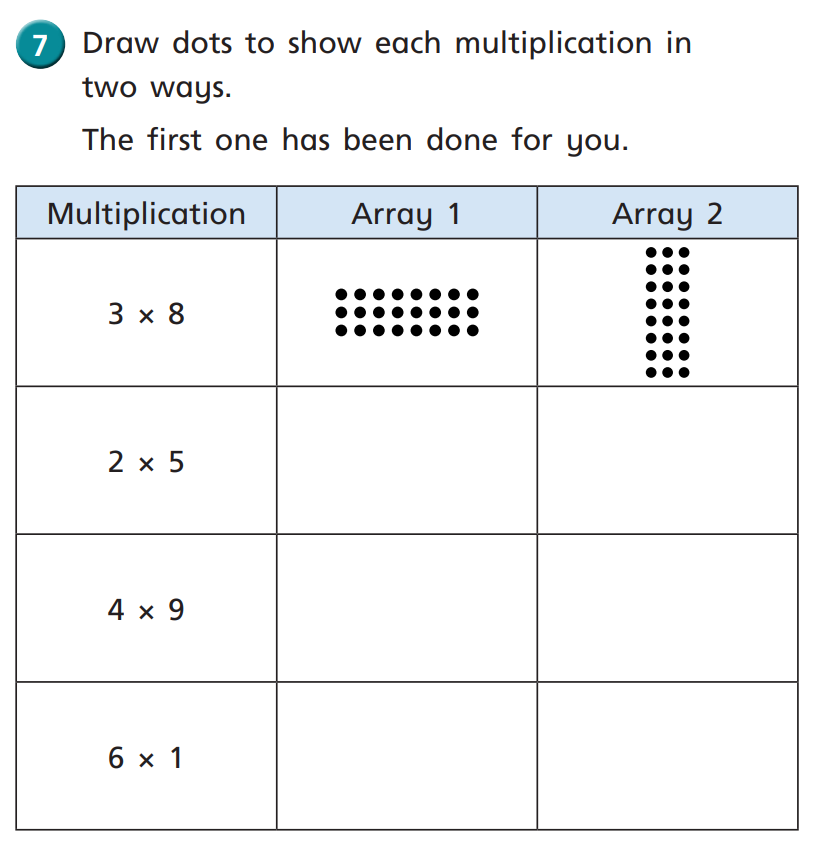 7 Draw dots to show each multiplication in
two ways.
The first one has been done for you.
Multiplication Array 1 Array 2
3 × 8
2 × 5
4 × 9
6 × 1